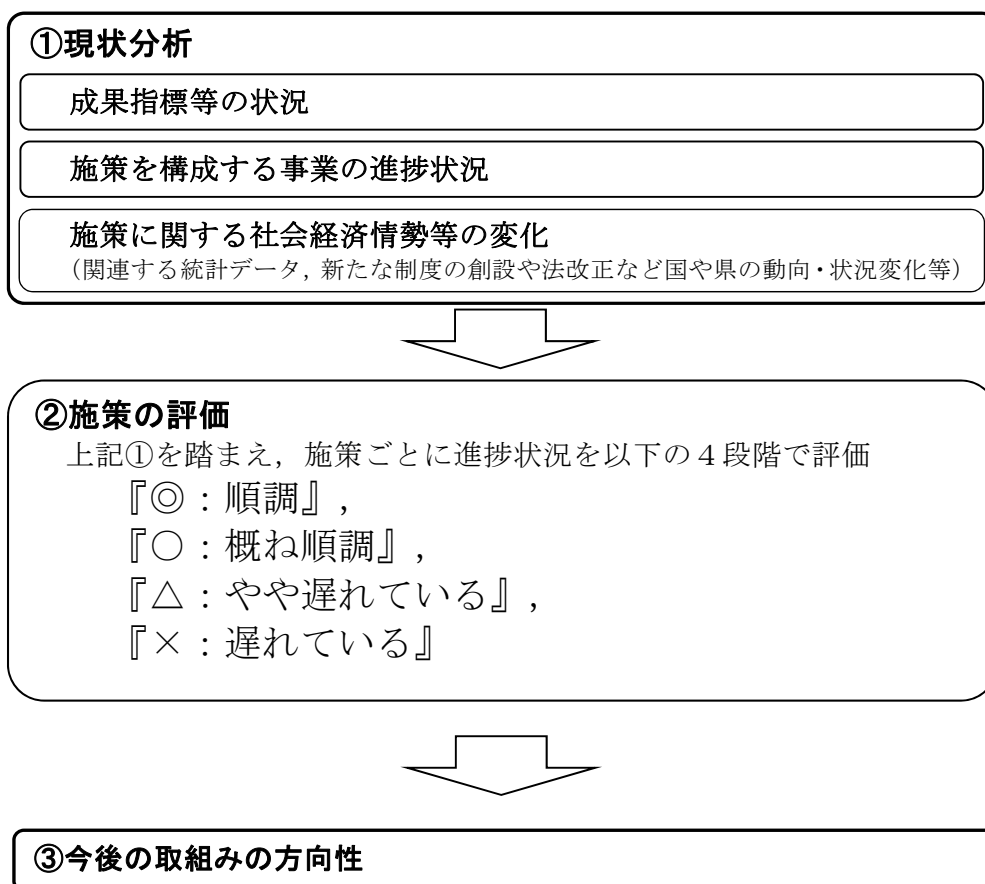 ①現状分析
成果指標等の状況
施策を構成する事業の進捗状況
施策に関する社会経済情勢等の変化
（関連する統計データ，新たな制度の創設や法改正など国や県の動向・状況変化等）
②施策の評価
上記①を踏まえ，施策ごとに進捗状況を以下の４段階で評価
『◎：順調』，
『○：概ね順調』，
『△：やや遅れている』，
『×：遅れている』
③今後の取組みの方向性